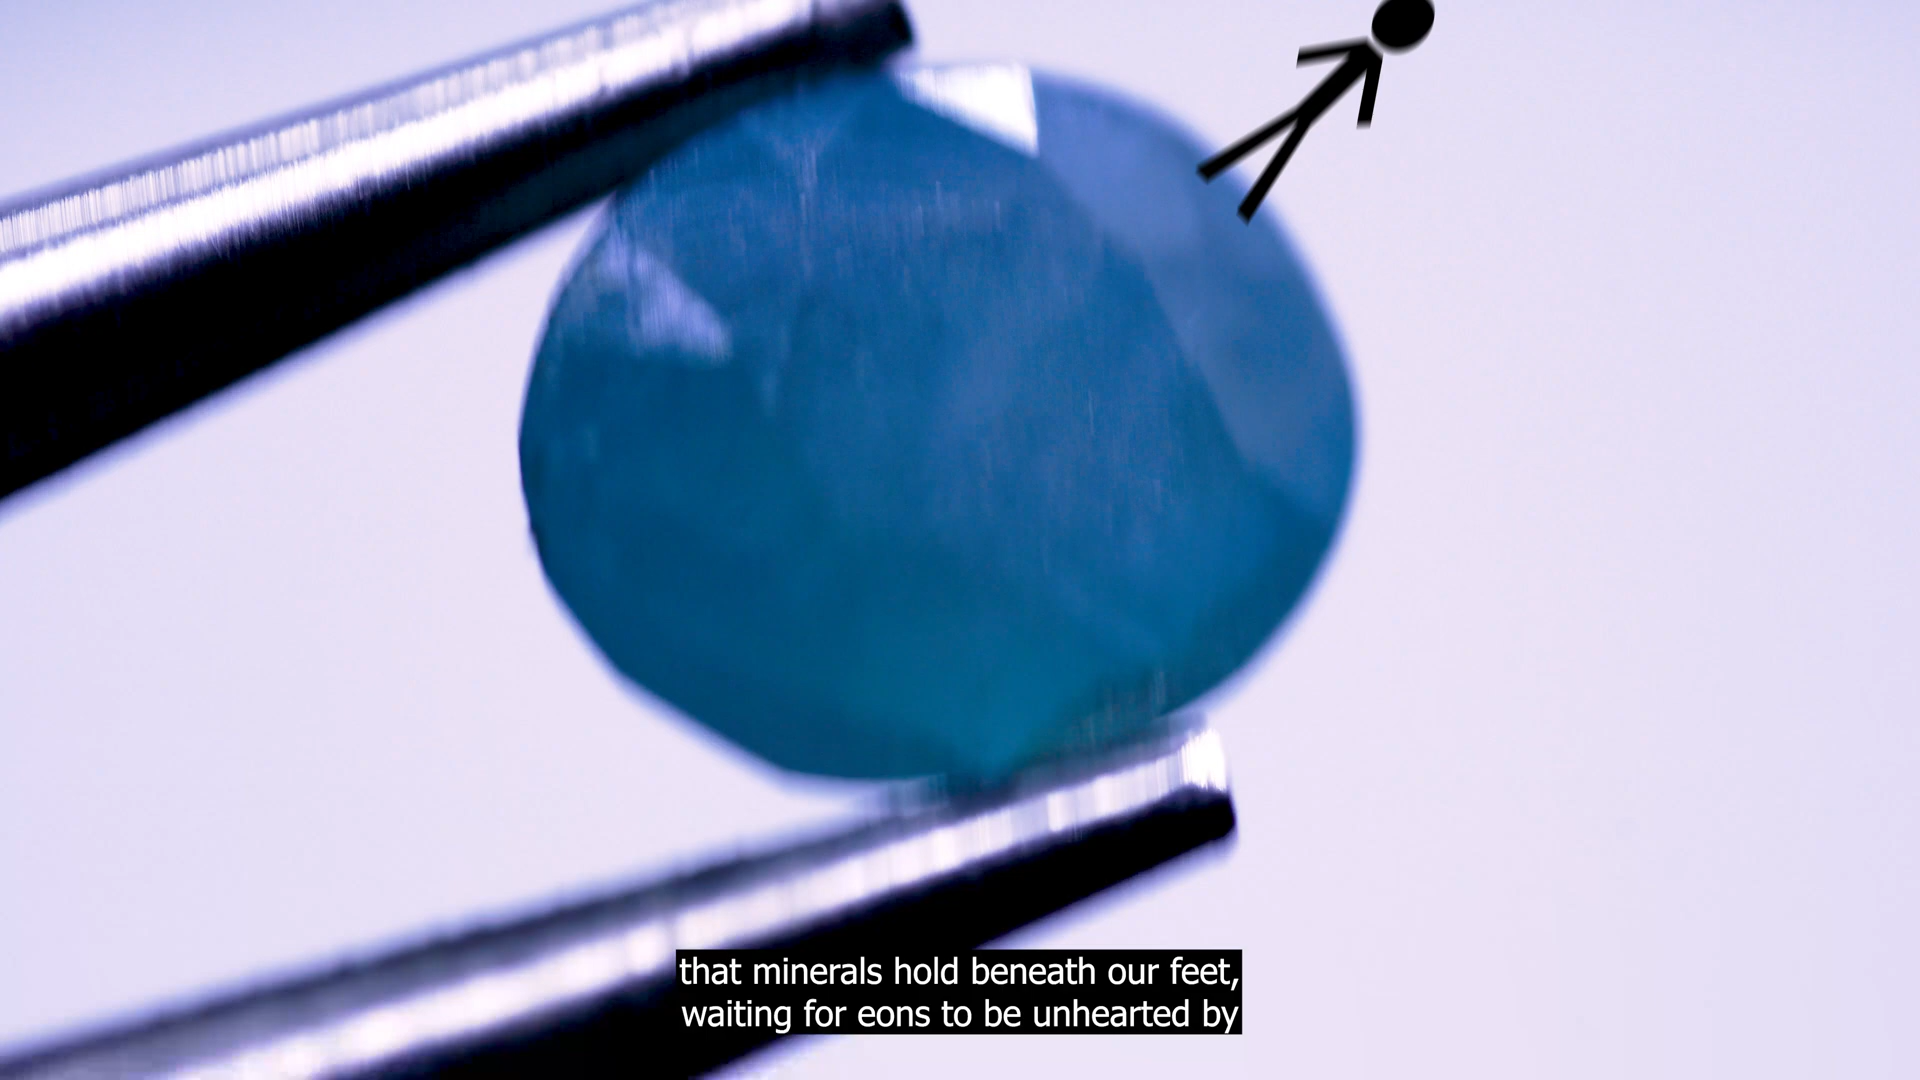 that minerals hold beneath our feet,
waiting for eons to be unhearted by